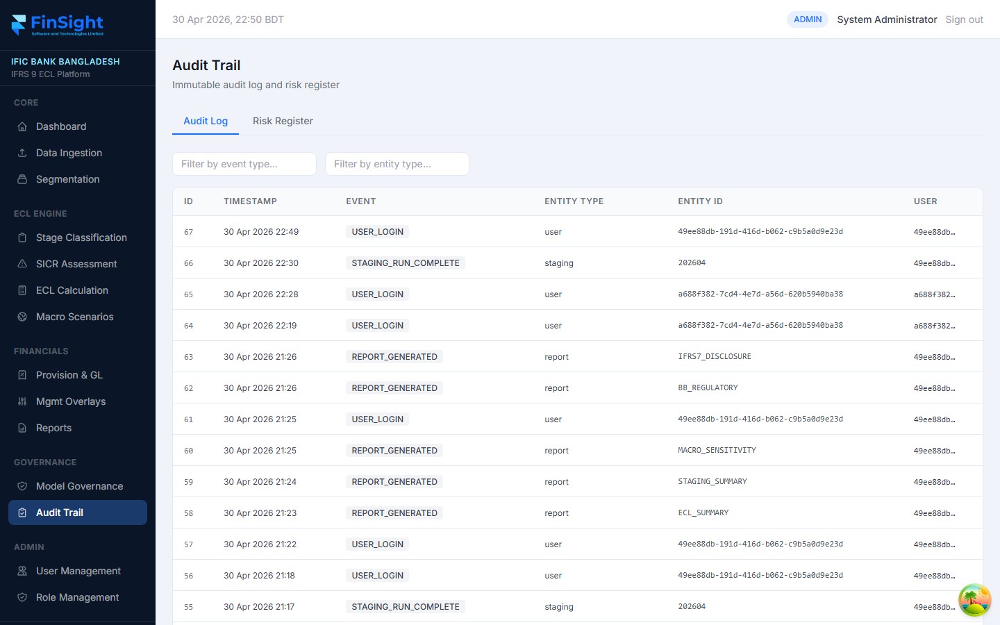 FinSight
Software and Technologies Limited
IFIC BANK BANGLADESH
IFRS 9 ECL Platform
CORE
Dashboard
Data Ingestion
Segmentation
ECL ENGINE
Stage Classification
SICR Assessment
ECL Calculation
Macro Scenarios
FINANCIALS
Provision & GL
Mgmt Overlays
Reports
GOVERNANCE
Model Governance
Audit Trail
ADMIN
User Management
Role Management
30 Apr 2026, 22:50 BDT
ADMIN System Administrator Sign out
Audit Trail
Immutable audit log and risk register
Audit Log Risk Register
Filter by event type... Filter by entity type...
ID TIMESTAMP EVENT ENTITY TYPE ENTITY ID USER
67 30 Apr 2026 22:49 USER_LOGIN user 49ee88db-191d-416d-b062-c9b5a0d9e23d 49ee88db…
66 30 Apr 2026 22:30 STAGING_RUN_COMPLETE staging 202604 49ee88db…
65 30 Apr 2026 22:28 USER_LOGIN user a688f382-7cd4-4e7d-a56d-620b5940ba38 a688f382…
64 30 Apr 2026 22:19 USER_LOGIN user a688f382-7cd4-4e7d-a56d-620b5940ba38 a688f382…
63 30 Apr 2026 21:26 REPORT_GENERATED report IFRS7_DISCLOSURE 49ee88db…
62 30 Apr 2026 21:26 REPORT_GENERATED report BB_REGULATORY 49ee88db…
61 30 Apr 2026 21:25 USER_LOGIN user 49ee88db-191d-416d-b062-c9b5a0d9e23d 49ee88db…
60 30 Apr 2026 21:25 REPORT_GENERATED report MACRO_SENSITIVITY 49ee88db…
59 30 Apr 2026 21:24 REPORT_GENERATED report STAGING_SUMMARY 49ee88db…
58 30 Apr 2026 21:23 REPORT_GENERATED report ECL_SUMMARY 49ee88db…
57 30 Apr 2026 21:22 USER_LOGIN user 49ee88db-191d-416d-b062-c9b5a0d9e23d 49ee88db…
56 30 Apr 2026 21:18 USER_LOGIN user 49ee88db-191d-416d-b062-c9b5a0d9e23d 49ee88db…
55 30 Apr 2026 21:17 STAGING_RUN_COMPLETE staging 202604 49ee88db…